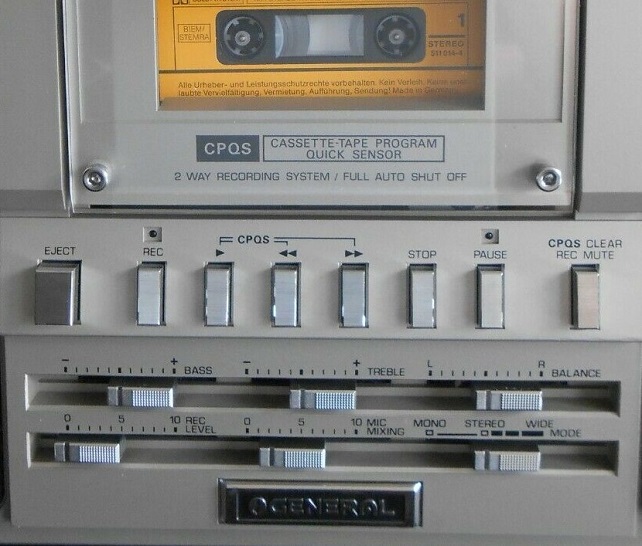 BIEM/
STEMRA
1
STEREO
Alle Urheber- und Leistungsschutzrechte vorbehalten. Kein Verleih, Keine
laubte Vervielfältigung, Vermietung, Aufführung, Sendung! Made in
CPQS CASSETTE-TAPE PROGRAM
QUICK SENSOR
2 WAY RECORDING SYSTEM / FULL AUTO SHUT OFF
CPQS
EJECT REC ▶ ◀◀ ▶▶ STOP PAUSE CPQS CLEAR
REC MUTE
− + BASS − + TREBLE L R BALANCE
0 5 10 REC LEVEL 0 5 10 MIC MIXING MONO STEREO WIDE
MODE
GENERAL